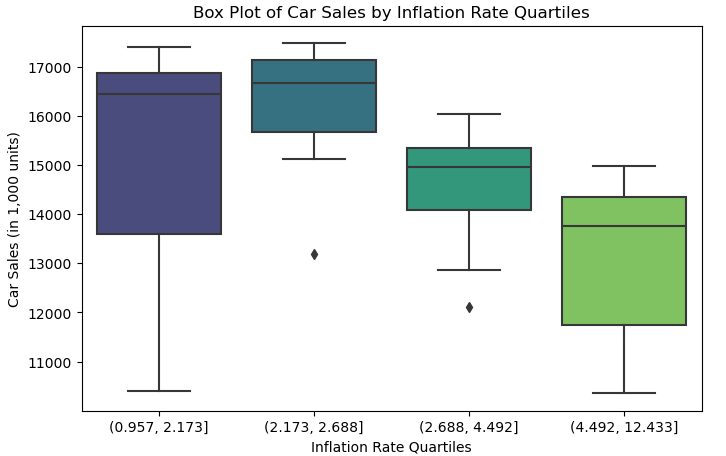 Box Plot of Car Sales by Inflation Rate Quartiles
Car Sales (in 1,000 units)
17000
16000
15000
14000
13000
12000
11000
(0.957, 2.173] (2.173, 2.688] (2.688, 4.492] (4.492, 12.433]
Inflation Rate Quartiles